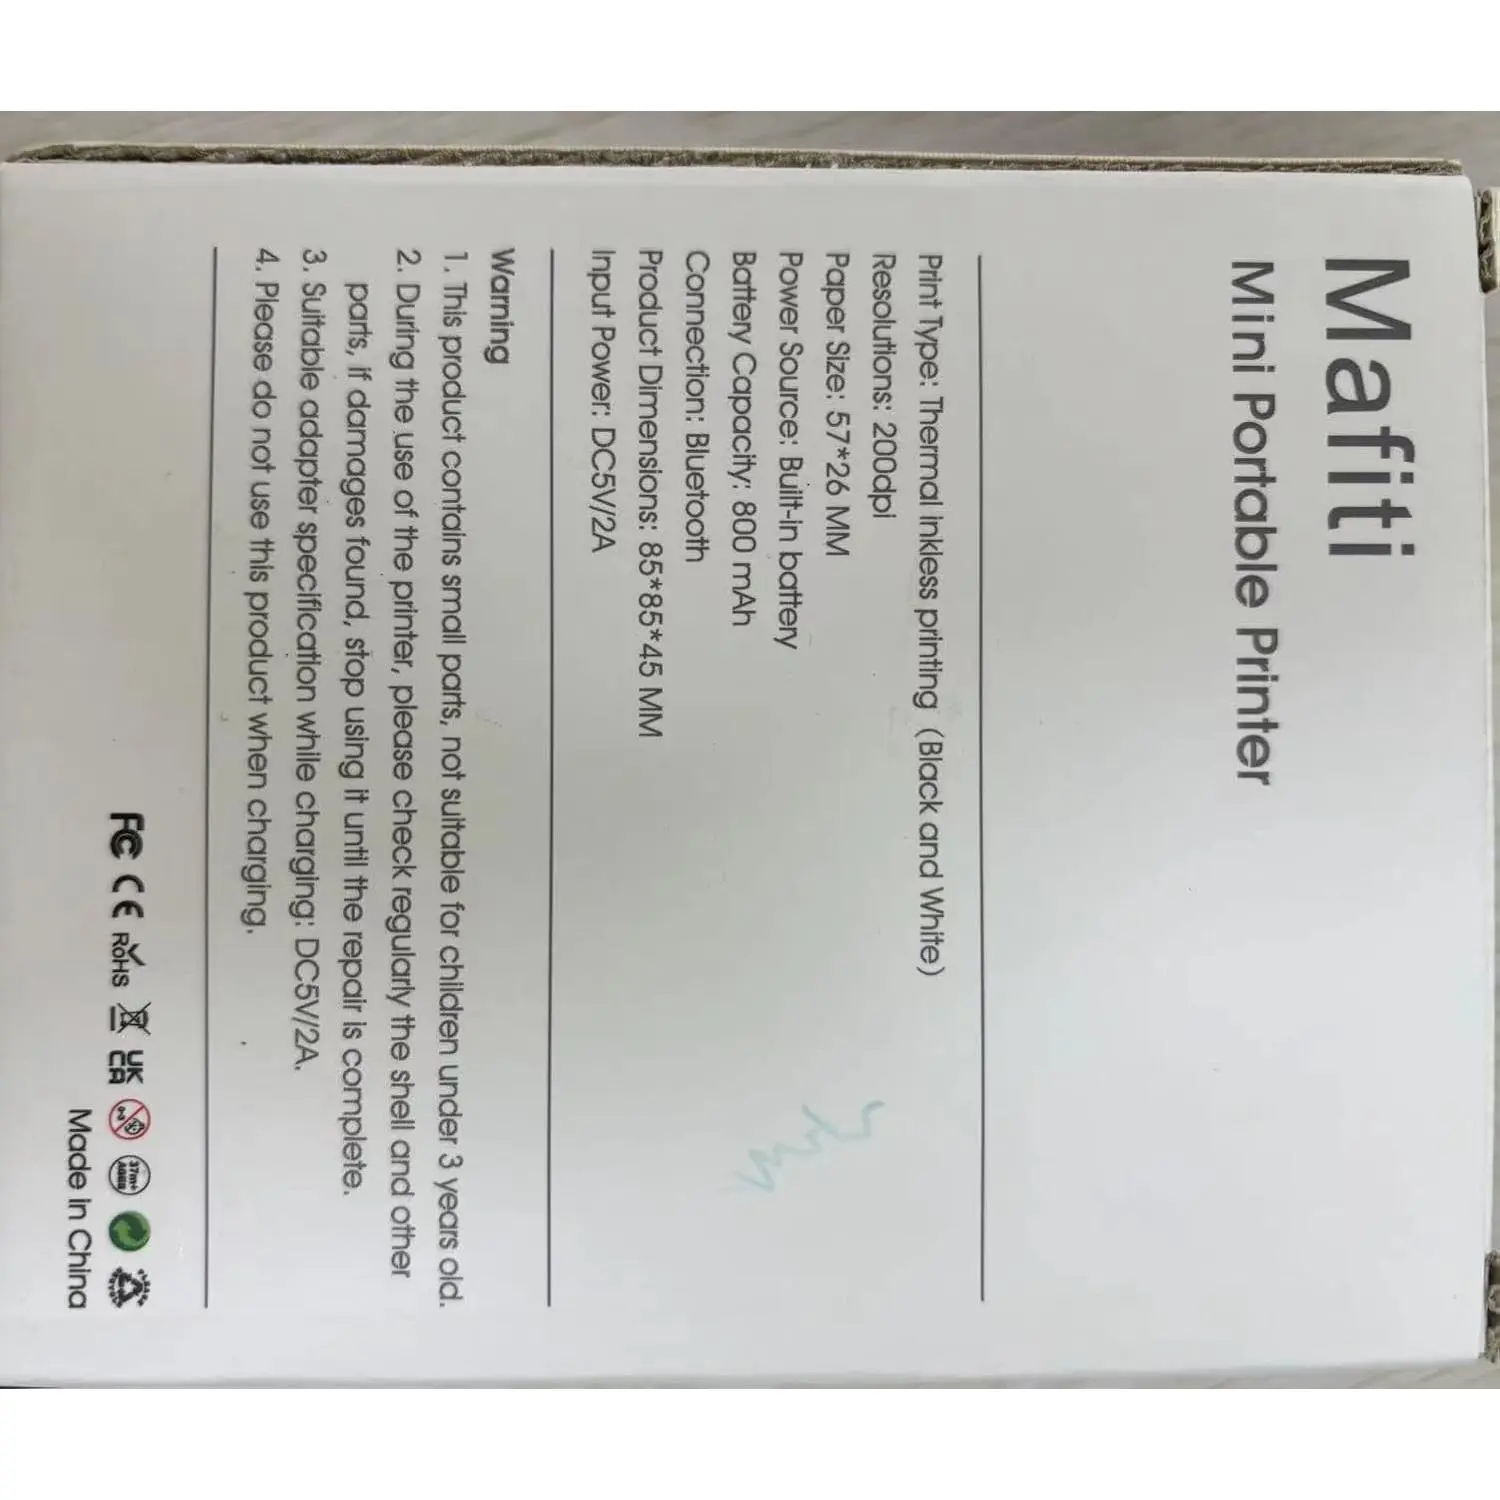 Mafiti
Mini Portable Printer
Print Type: Thermal inkless printing (Black and White)
Resolutions: 200dpi
Paper Size: 57*26 MM
Power Source: Built-in battery
Battery Capacity: 800 mAh
Connection: Bluetooth
Product Dimensions: 85*85*45 MM
Input Power: DC5V/2A
Warning
1. This product contains small parts, not suitable for children under 3 years old.
2. During the use of the printer, please check regularly the shell and other
parts, if damages found, stop using it until the repair is complete.
3. Suitable adapter specification while charging: DC5V/2A.
4. Please do not use this product when charging.
FC CE RoHS UK CA 0-3 37m+ AGES
Made in China